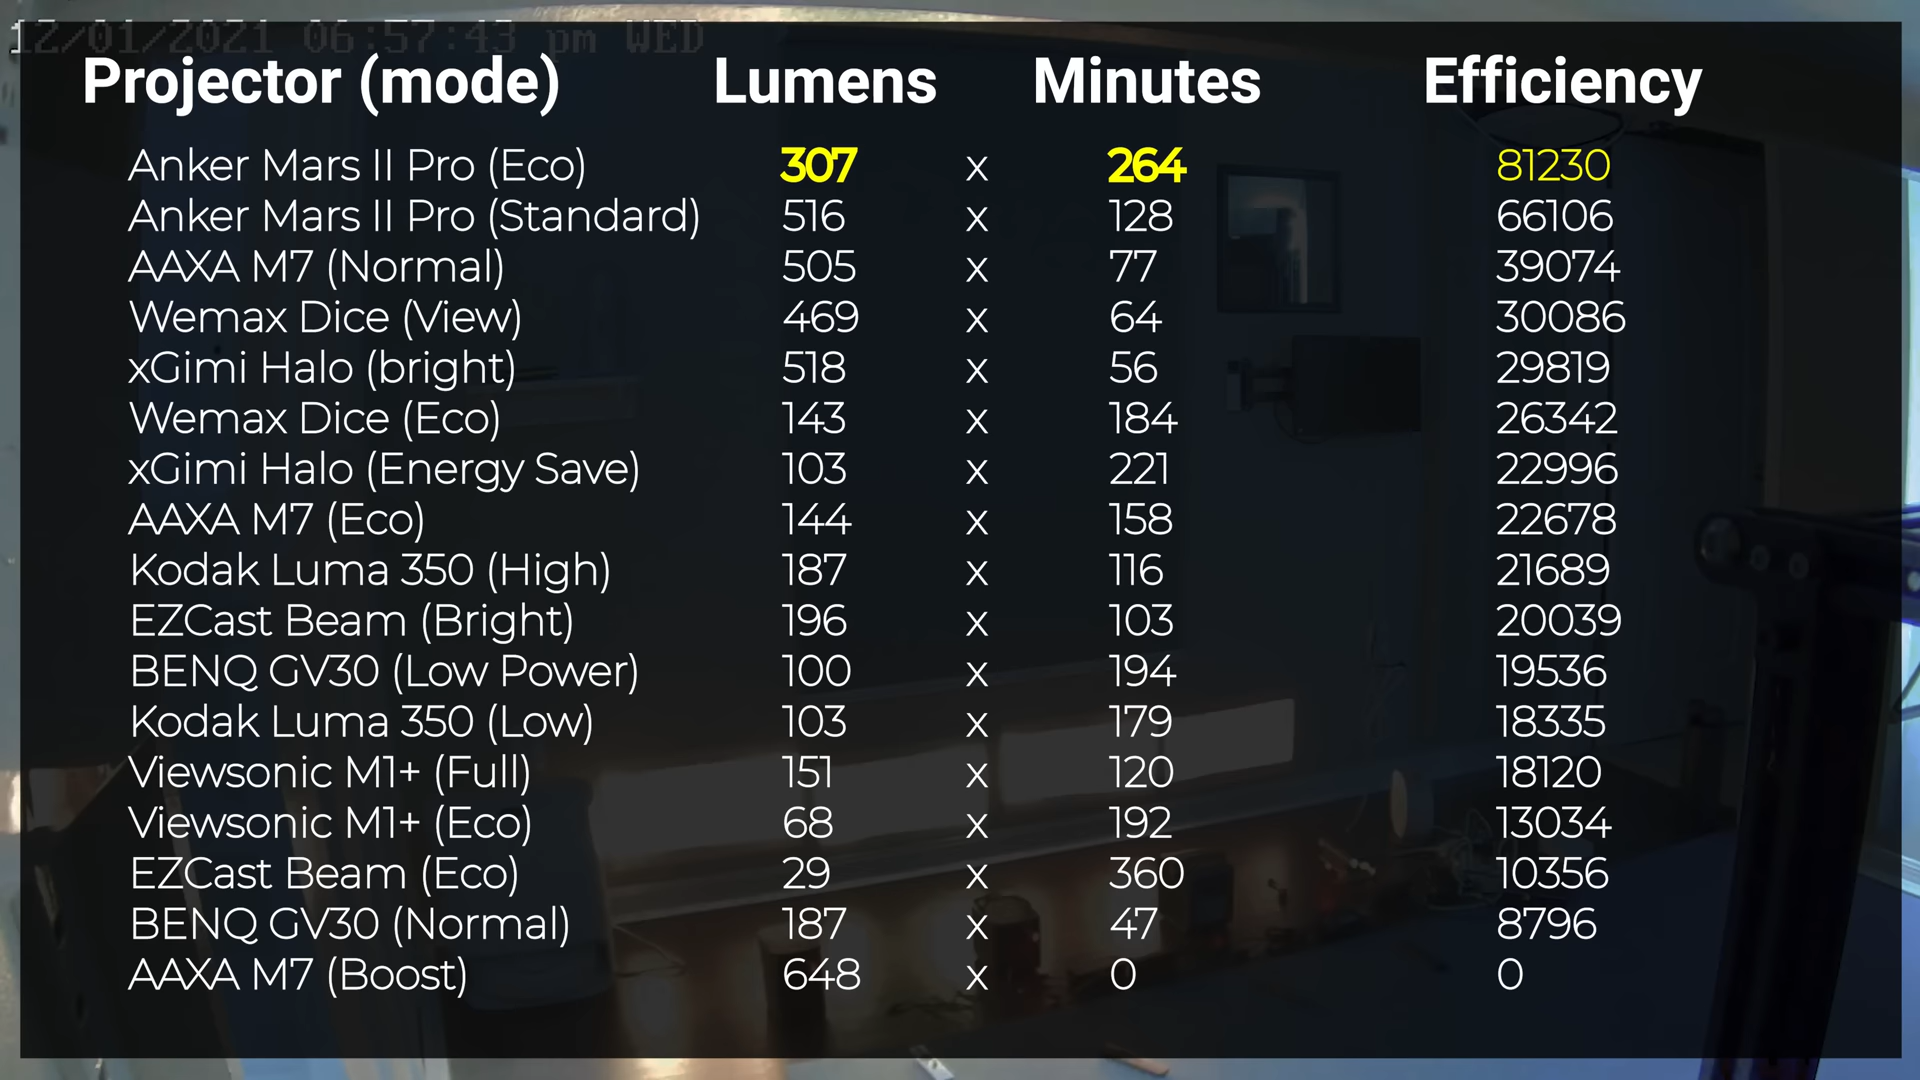 12/01/2021 06:57:43 pm WED
Projector (mode) Lumens Minutes Efficiency
Anker Mars II Pro (Eco) 307 x 264 81230
Anker Mars II Pro (Standard) 516 x 128 66106
AAXA M7 (Normal) 505 x 77 39074
Wemax Dice (View) 469 x 64 30086
xGimi Halo (bright) 518 x 56 29819
Wemax Dice (Eco) 143 x 184 26342
xGimi Halo (Energy Save) 103 x 221 22996
AAXA M7 (Eco) 144 x 158 22678
Kodak Luma 350 (High) 187 x 116 21689
EZCast Beam (Bright) 196 x 103 20039
BENQ GV30 (Low Power) 100 x 194 19536
Kodak Luma 350 (Low) 103 x 179 18335
Viewsonic M1+ (Full) 151 x 120 18120
Viewsonic M1+ (Eco) 68 x 192 13034
EZCast Beam (Eco) 29 x 360 10356
BENQ GV30 (Normal) 187 x 47 8796
AAXA M7 (Boost) 648 x 0 0